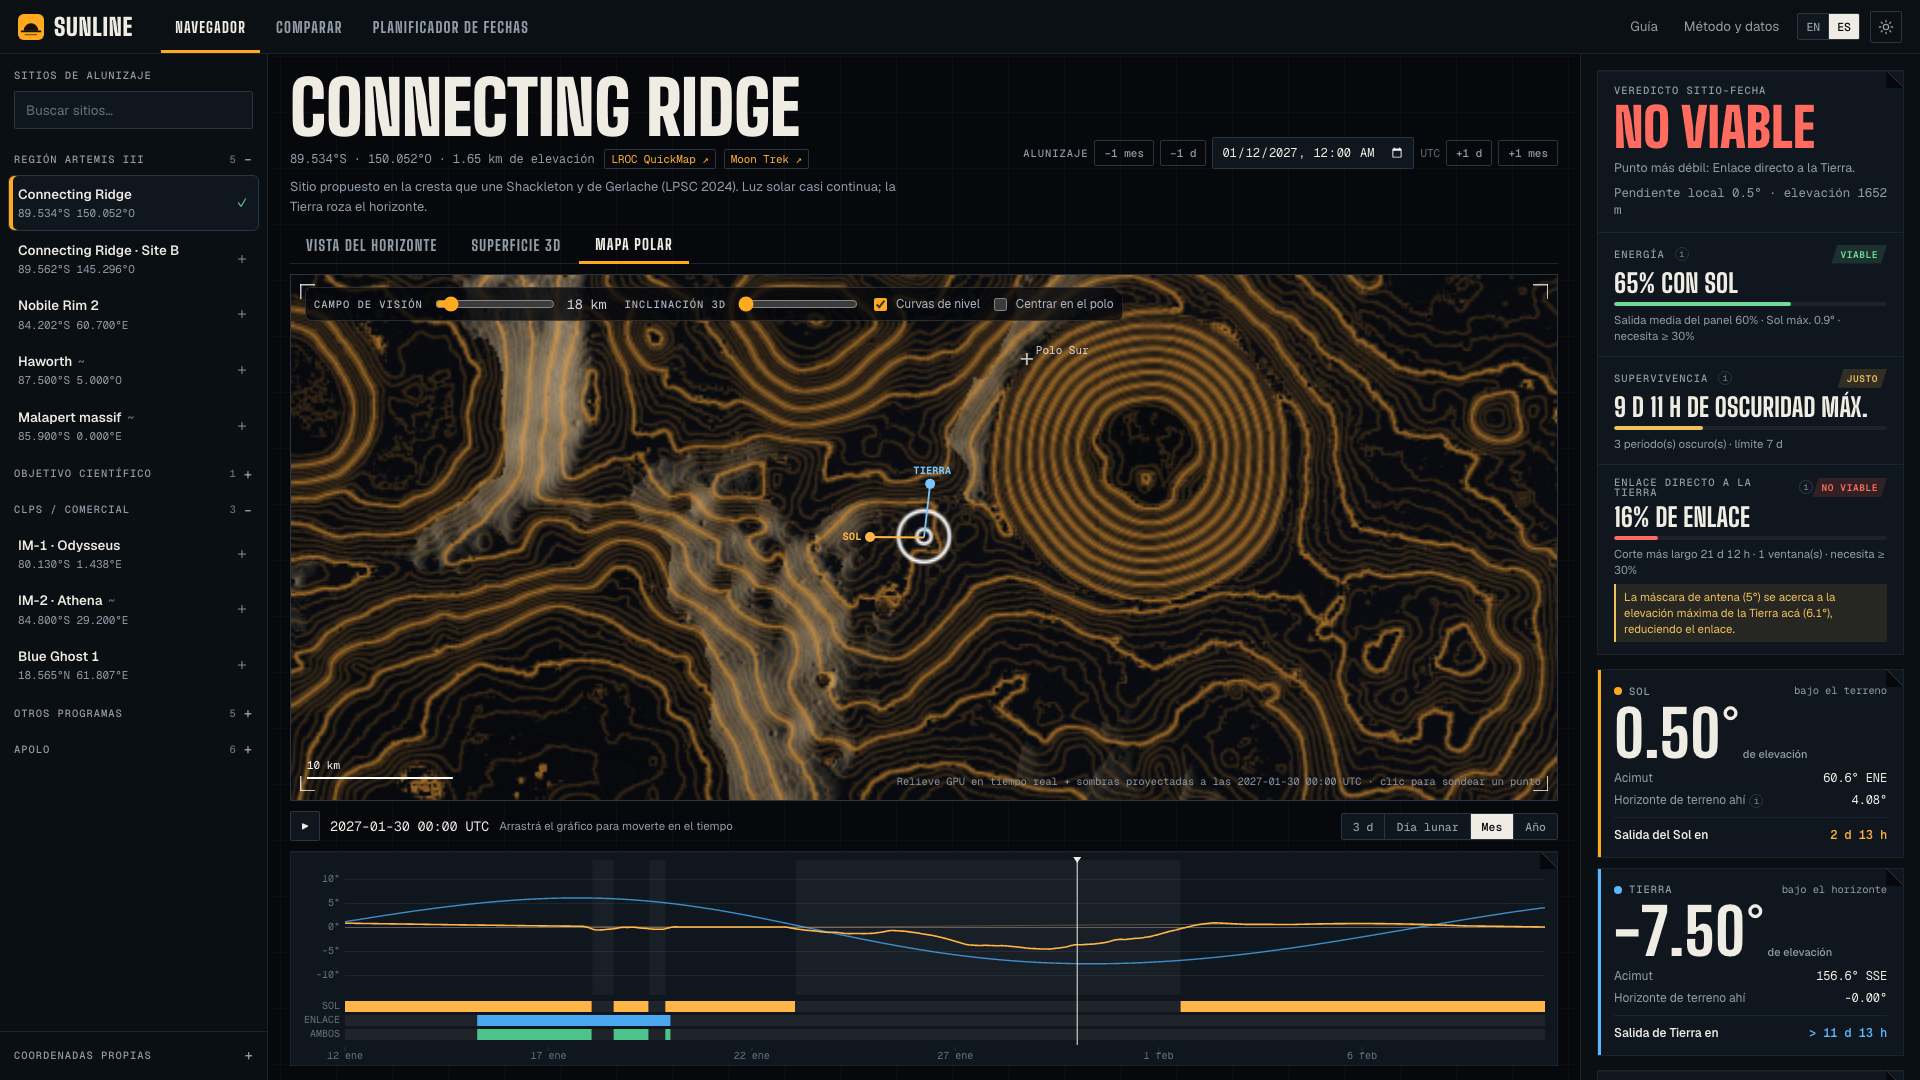 SUNLINE
NAVEGADOR
COMPARAR
PLANIFICADOR DE FECHAS
Guía
Método y datos
EN
ES
SITIOS DE ALUNIZAJE
Buscar sitios…
REGIÓN ARTEMIS III 5 −
Connecting Ridge
89.534°S 150.052°O ✓
Connecting Ridge · Site B
89.562°S 145.296°O +
Nobile Rim 2
84.202°S 60.700°E +
Haworth ~
87.500°S 5.000°O +
Malapert massif ~
85.900°S 0.000°E +
OBJETIVO CIENTÍFICO 1 +
CLPS / COMERCIAL 3 −
IM-1 · Odysseus
80.130°S 1.438°E +
IM-2 · Athena ~
84.800°S 29.200°E +
Blue Ghost 1
18.565°N 61.807°E +
OTROS PROGRAMAS 5 +
APOLO 6 +
COORDENADAS PROPIAS +
CONNECTING RIDGE
89.534°S · 150.052°O · 1.65 km de elevación LROC QuickMap ↗ Moon Trek ↗
Sitio propuesto en la cresta que une Shackleton y de Gerlache (LPSC 2024). Luz solar casi continua; la
Tierra roza el horizonte.
ALUNIZAJE −1 mes −1 d 01/12/2027, 12:00 AM UTC +1 d +1 mes
VISTA DEL HORIZONTE
SUPERFICIE 3D
MAPA POLAR
CAMPO DE VISIÓN 18 km INCLINACIÓN 3D Curvas de nivel Centrar en el polo
Polo Sur
TIERRA
SOL
10 km
Relieve GPU en tiempo real + sombras proyectadas a las 2027-01-30 00:00 UTC · clic para sondear un punto
2027-01-30 00:00 UTC Arrastrá el gráfico para moverte en el tiempo
3 d Día lunar Mes Año
10°
5°
0°
-5°
-10°
SOL
ENLACE
AMBOS
12 ene 17 ene 22 ene 27 ene 1 feb 6 feb
VEREDICTO SITIO-FECHA
NO VIABLE
Punto más débil: Enlace directo a la Tierra.
Pendiente local 0.5° · elevación 1652
m
ENERGÍA i VIABLE
65% CON SOL
Salida media del panel 60% · Sol máx. 0.9° ·
necesita ≥ 30%
SUPERVIVENCIA i JUSTO
9 D 11 H DE OSCURIDAD MÁX.
3 período(s) oscuro(s) · límite 7 d
ENLACE DIRECTO A LA
TIERRA i NO VIABLE
16% DE ENLACE
Corte más largo 21 d 12 h · 1 ventana(s) · necesita ≥
30%
La máscara de antena (5°) se acerca a la
elevación máxima de la Tierra acá (6.1°),
reduciendo el enlace.
SOL bajo el terreno
0.50° de elevación
Acimut 60.6° ENE
Horizonte de terreno ahí i 4.08°
Salida del Sol en 2 d 13 h
TIERRA bajo el horizonte
−7.50° de elevación
Acimut 156.6° SSE
Horizonte de terreno ahí -0.00°
Salida de Tierra en > 11 d 13 h